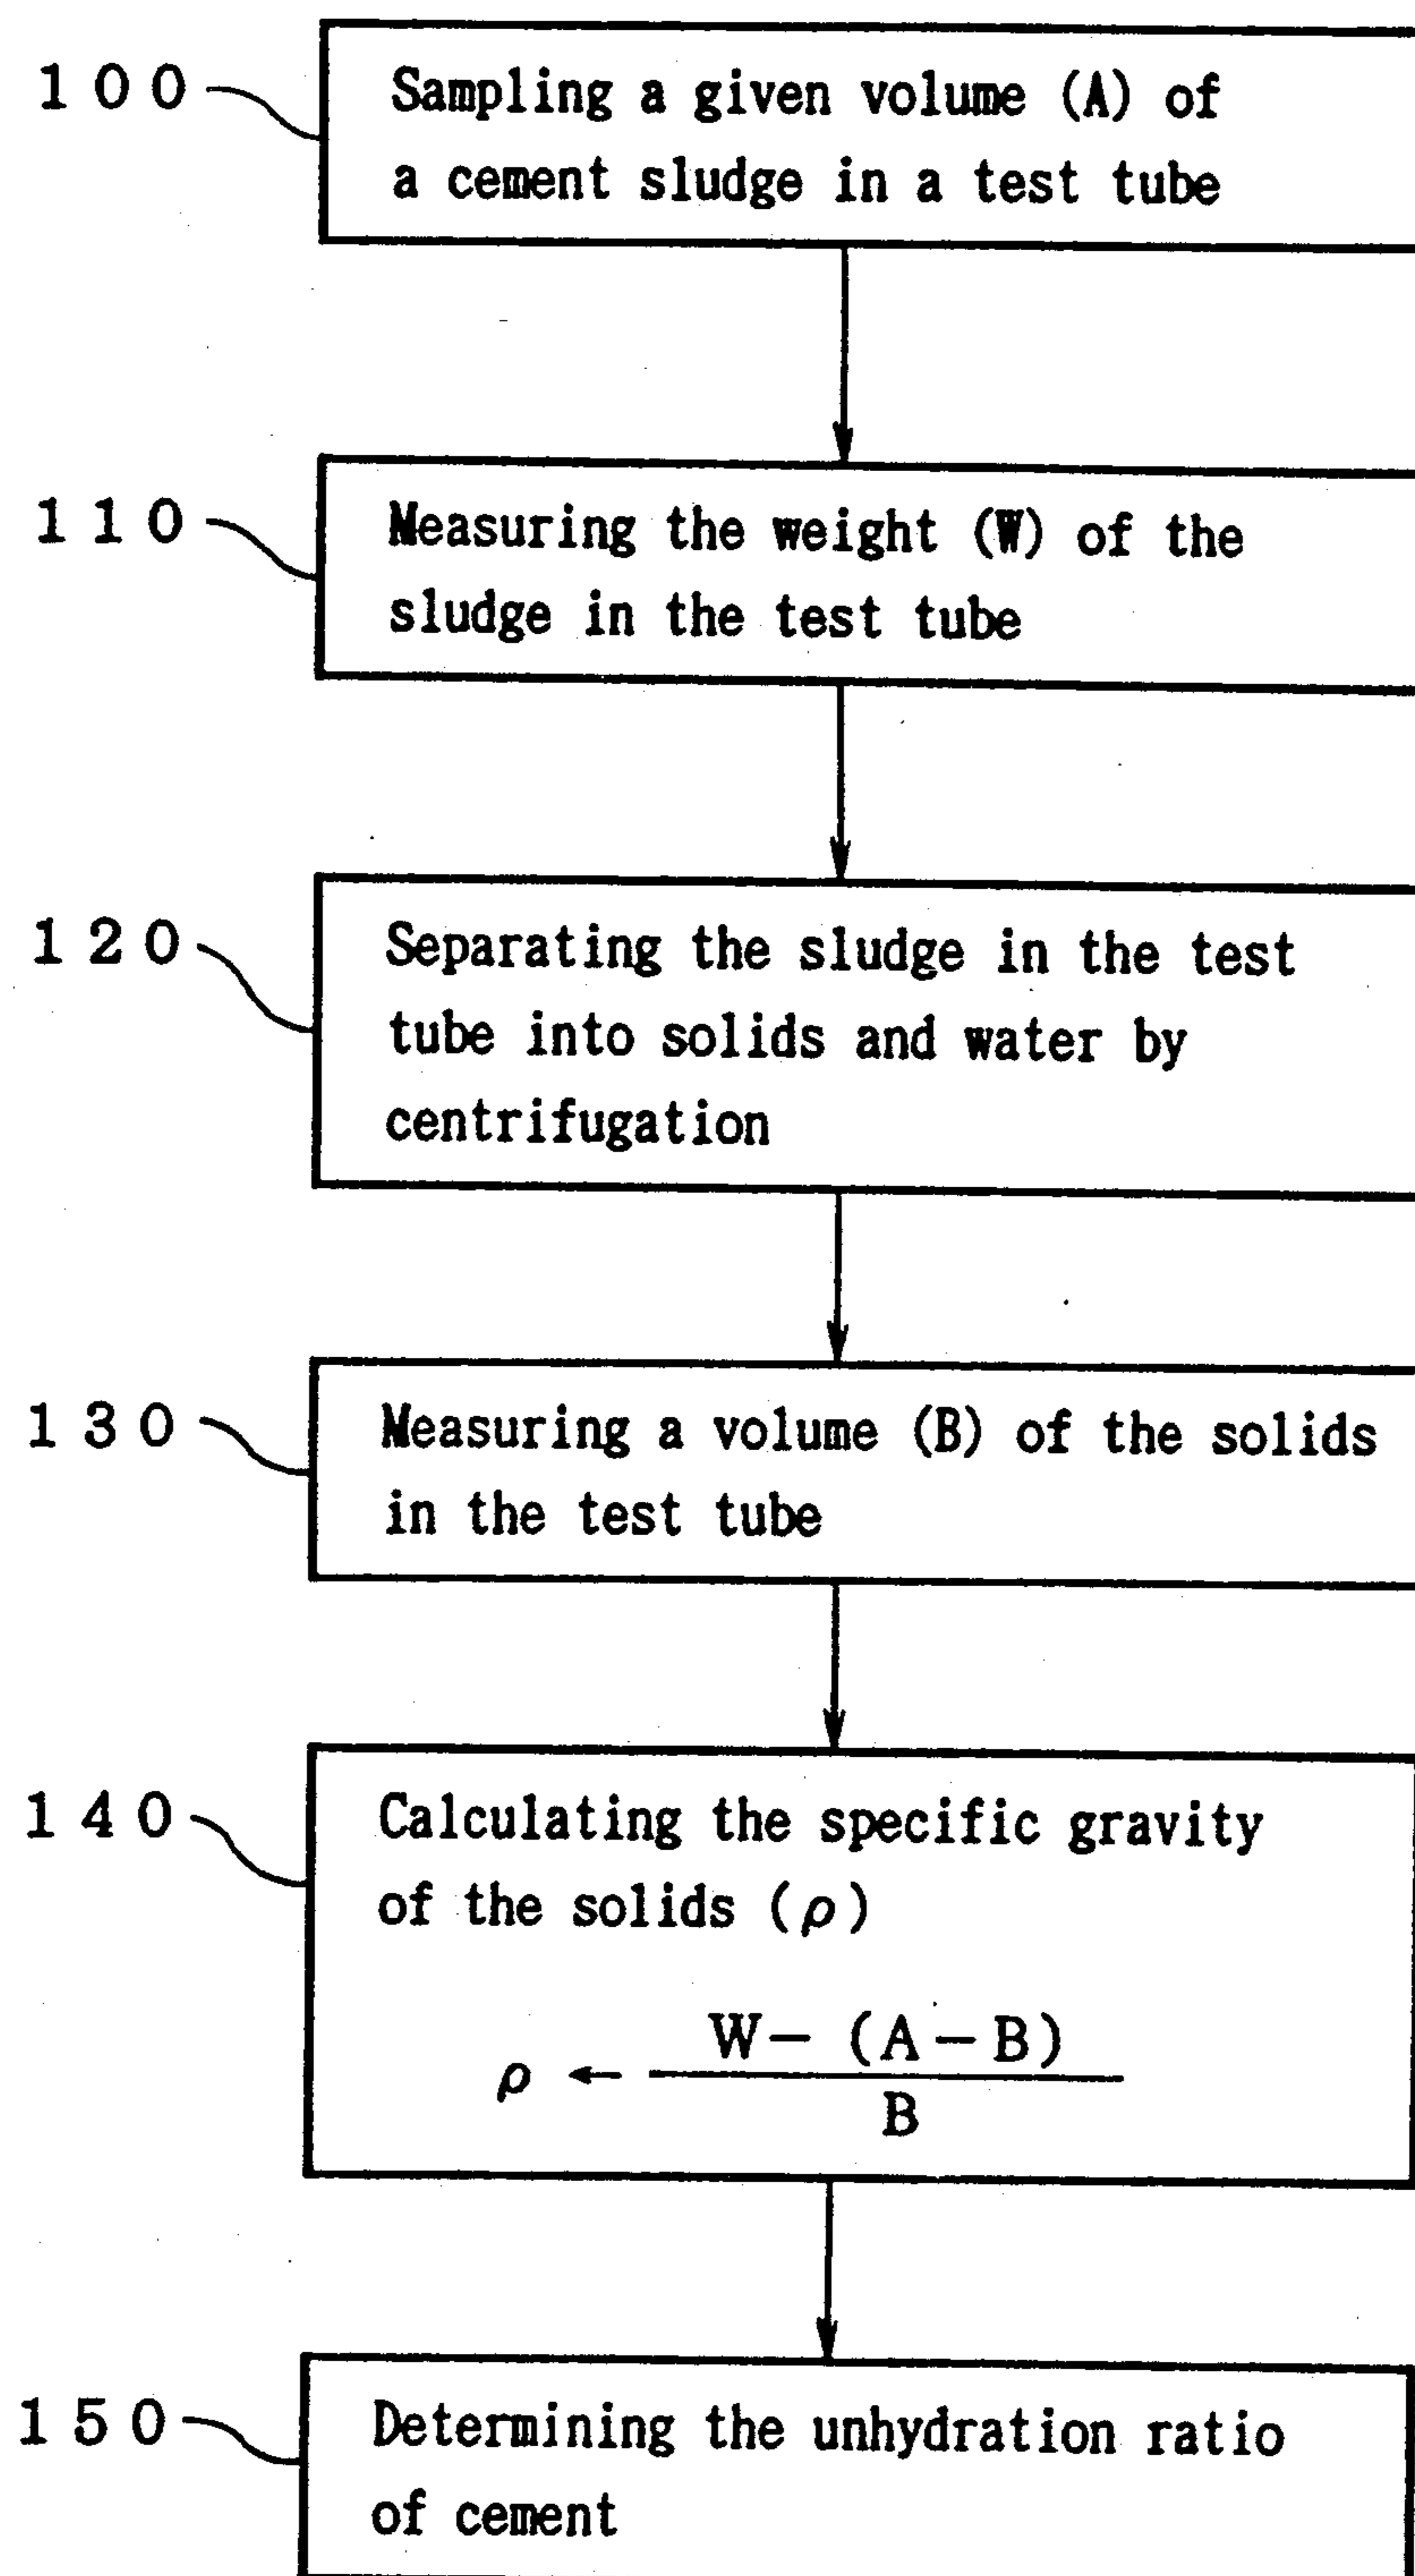 100
Sampling a given volume (A) of
a cement sludge in a test tube
110
Measuring the weight (W) of the
sludge in the test tube
120
Separating the sludge in the test
tube into solids and water by
centrifugation
130
Measuring a volume (B) of the solids
in the test tube
140
Calculating the specific gravity
of the solids (ρ)
W− (A−B)
ρ ←
B
150
Determining the unhydration ratio
of cement